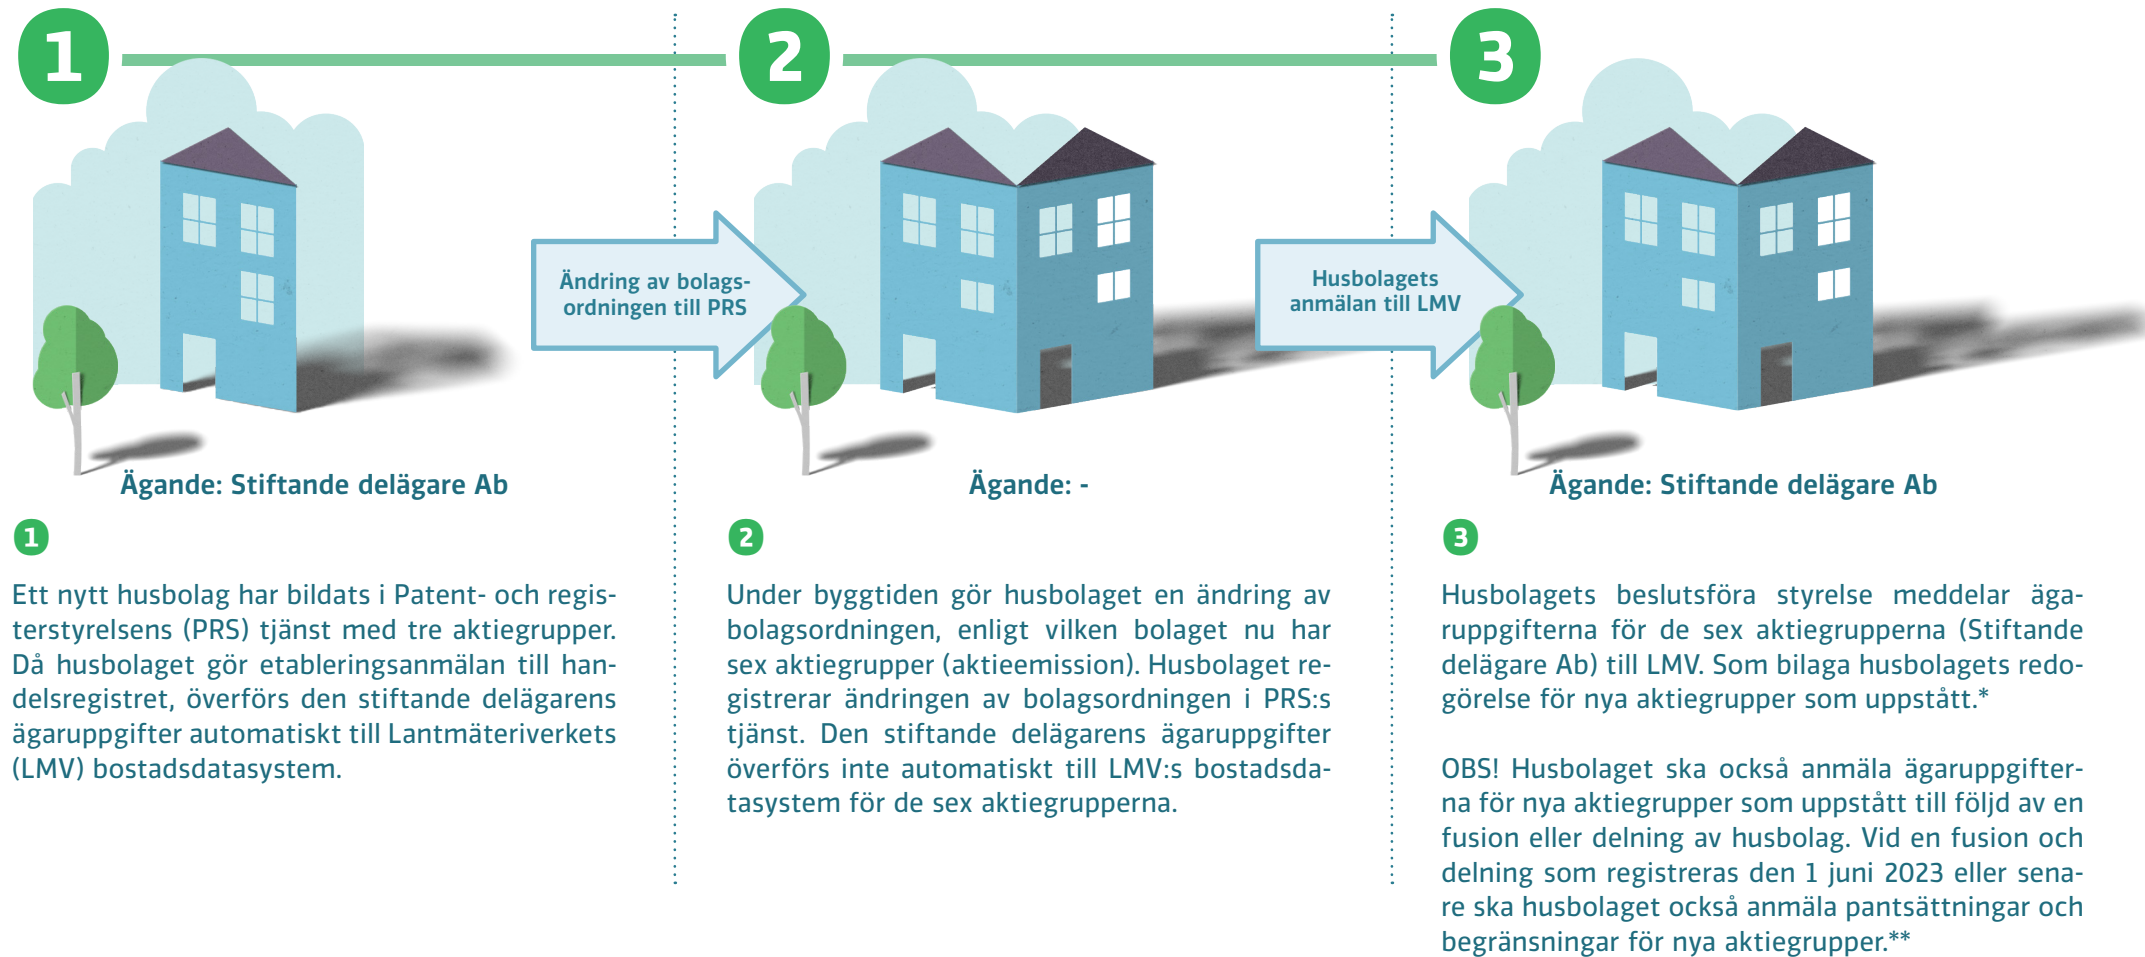 1
2
3
Ändring av bolags-
ordningen till PRS
Husbolagets
anmälan till LMV
Ägande: Stiftande delägare Ab
Ägande: -
Ägande: Stiftande delägare Ab
1
Ett nytt husbolag har bildats i Patent- och regis-
terstyrelsens (PRS) tjänst med tre aktiegrupper.
Då husbolaget gör etableringsanmälan till han-
delsregistret, överförs den stiftande delägarens
ägaruppgifter automatiskt till Lantmäteriverkets
(LMV) bostadsdatasystem.
2
Under byggtiden gör husbolaget en ändring av
bolagsordningen, enligt vilken bolaget nu har
sex aktiegrupper (aktieemission). Husbolaget re-
gistrerar ändringen av bolagsordningen i PRS:s
tjänst. Den stiftande delägarens ägaruppgifter
överförs inte automatiskt till LMV:s bostadsda-
tasystem för de sex aktiegrupperna.
3
Husbolagets beslutsföra styrelse meddelar äga-
ruppgifterna för de sex aktiegrupperna (Stiftande
delägare Ab) till LMV. Som bilaga husbolagets redo-
görelse för nya aktiegrupper som uppstått.*
OBS! Husbolaget ska också anmäla ägaruppgifter-
na för nya aktiegrupper som uppstått till följd av en
fusion eller delning av husbolag. Vid en fusion och
delning som registreras den 1 juni 2023 eller sena-
re ska husbolaget också anmäla pantsättningar och
begränsningar för nya aktiegrupper.**